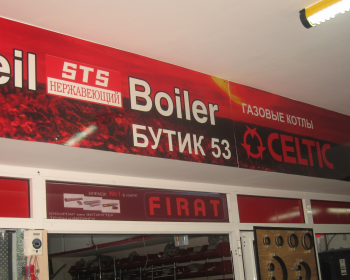 eil
STS
НЕРЖАВЕЮЩИЙ
Boiler
БУТИК 53
ГАЗОВЫЕ КОТЛЫ
CELTIC
FIRAT